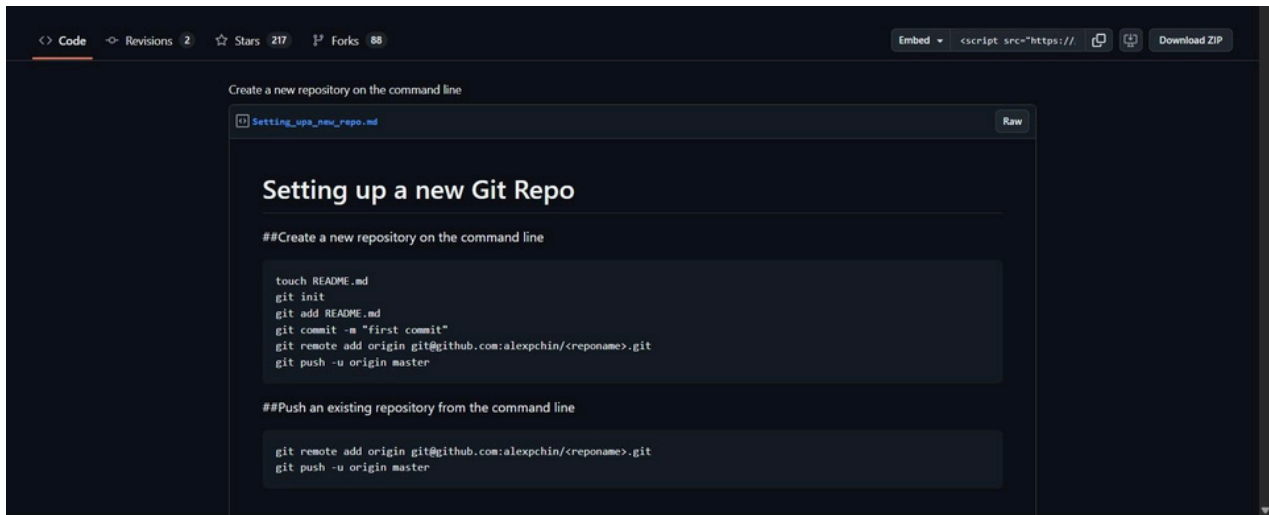 <> Code Revisions 2 Stars 217 Forks 88 Embed <script src="https:// Download ZIP
Create a new repository on the command line
Setting_upa_new_repo.md Raw
Setting up a new Git Repo
##Create a new repository on the command line
touch README.md
git init
git add README.md
git commit -m "first commit"
git remote add origin git@github.com:alexpchin/<reponame>.git
git push -u origin master
##Push an existing repository from the command line
git remote add origin git@github.com:alexpchin/<reponame>.git
git push -u origin master